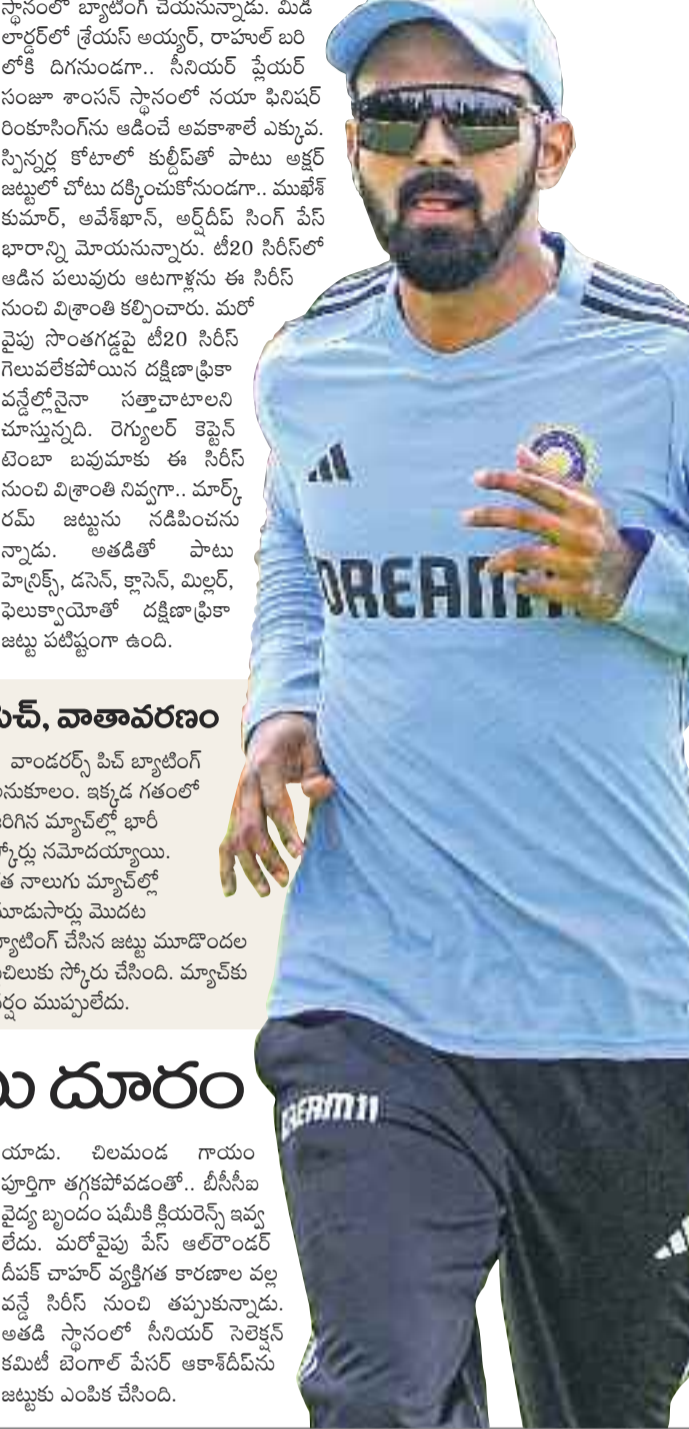 స్థానంలో బ్యాటింగ్ చేయనున్నాడు. మిడి
లార్డర్‌లో శ్రేయస్ అయ్యర్, రాహుల్ బరి
లోకి దిగనుండగా.. సీనియర్ ప్లేయర్
సంజూ శాంసన్ స్థానంలో నయా ఫినిషర్
రింకూసింగ్‌ను ఆడించే అవకాశాలే ఎక్కువ.
స్పిన్నర్ల కోటాలో కుల్దీప్‌తో పాటు అక్షర్
జట్టులో చోటు దక్కించుకోనుండగా.. ముఖేశ్
కుమార్, అవేశ్‌ఖాన్, అర్ష్‌దీప్ సింగ్ పేస్
భారాన్ని మోయనున్నారు. టీ20 సిరీస్‌లో
ఆడిన పలువురు ఆటగాళ్లను ఈ సిరీస్
నుంచి విశ్రాంతి కల్పించారు. మరో
వైపు సొంతగడ్డపై టీ20 సిరీస్
గెలువలేకపోయిన దక్షిణాఫ్రికా
వన్డేల్లోనైనా సత్తాచాటాలని
చూస్తున్నది. రెగ్యులర్ కెప్టెన్
టెంబా బవుమాకు ఈ సిరీస్
నుంచి విశ్రాంతి నివ్వగా.. మార్క్
రమ్ జట్టును నడిపించను
న్నాడు. అతడితో పాటు
హెన్రిక్స్, డసెన్, క్లాసెన్, మిల్లర్,
ఫెలుక్వాయోతో దక్షిణాఫ్రికా
జట్టు పటిష్టంగా ఉంది.
పిచ్, వాతావరణం
వాండరర్స్ పిచ్ బ్యాటింగ్
అనుకూలం. ఇక్కడ గతంలో
జరిగిన మ్యాచ్‌ల్లో భారీ
స్కోర్లు నమోదయ్యాయి.
గత నాలుగు మ్యాచ్‌ల్లో
మూడుసార్లు మొదట
బ్యాటింగ్ చేసిన జట్టు మూడొందల
పైచిలుకు స్కోరు చేసింది. మ్యాచ్‌కు
వర్షం ముప్పులేదు.
దూరం
యాడు. చిలమండ గాయం
పూర్తిగా తగ్గకపోవడంతో.. బీసీసీఐ
వైద్య బృందం షమీకి క్లియరెన్స్ ఇవ్వ
లేదు. మరోవైపు పేస్ ఆల్‌రౌండర్
దీపక్ చాహర్ వ్యక్తిగత కారణాల వల్ల
వన్డే సిరీస్ నుంచి తప్పుకున్నాడు.
అతడి స్థానంలో సీనియర్ సెలెక్షన్
కమిటీ బెంగాల్ పేసర్ ఆకాశ్‌దీప్‌ను
జట్టుకు ఎంపిక చేసింది.
DREAM11
DREAM11